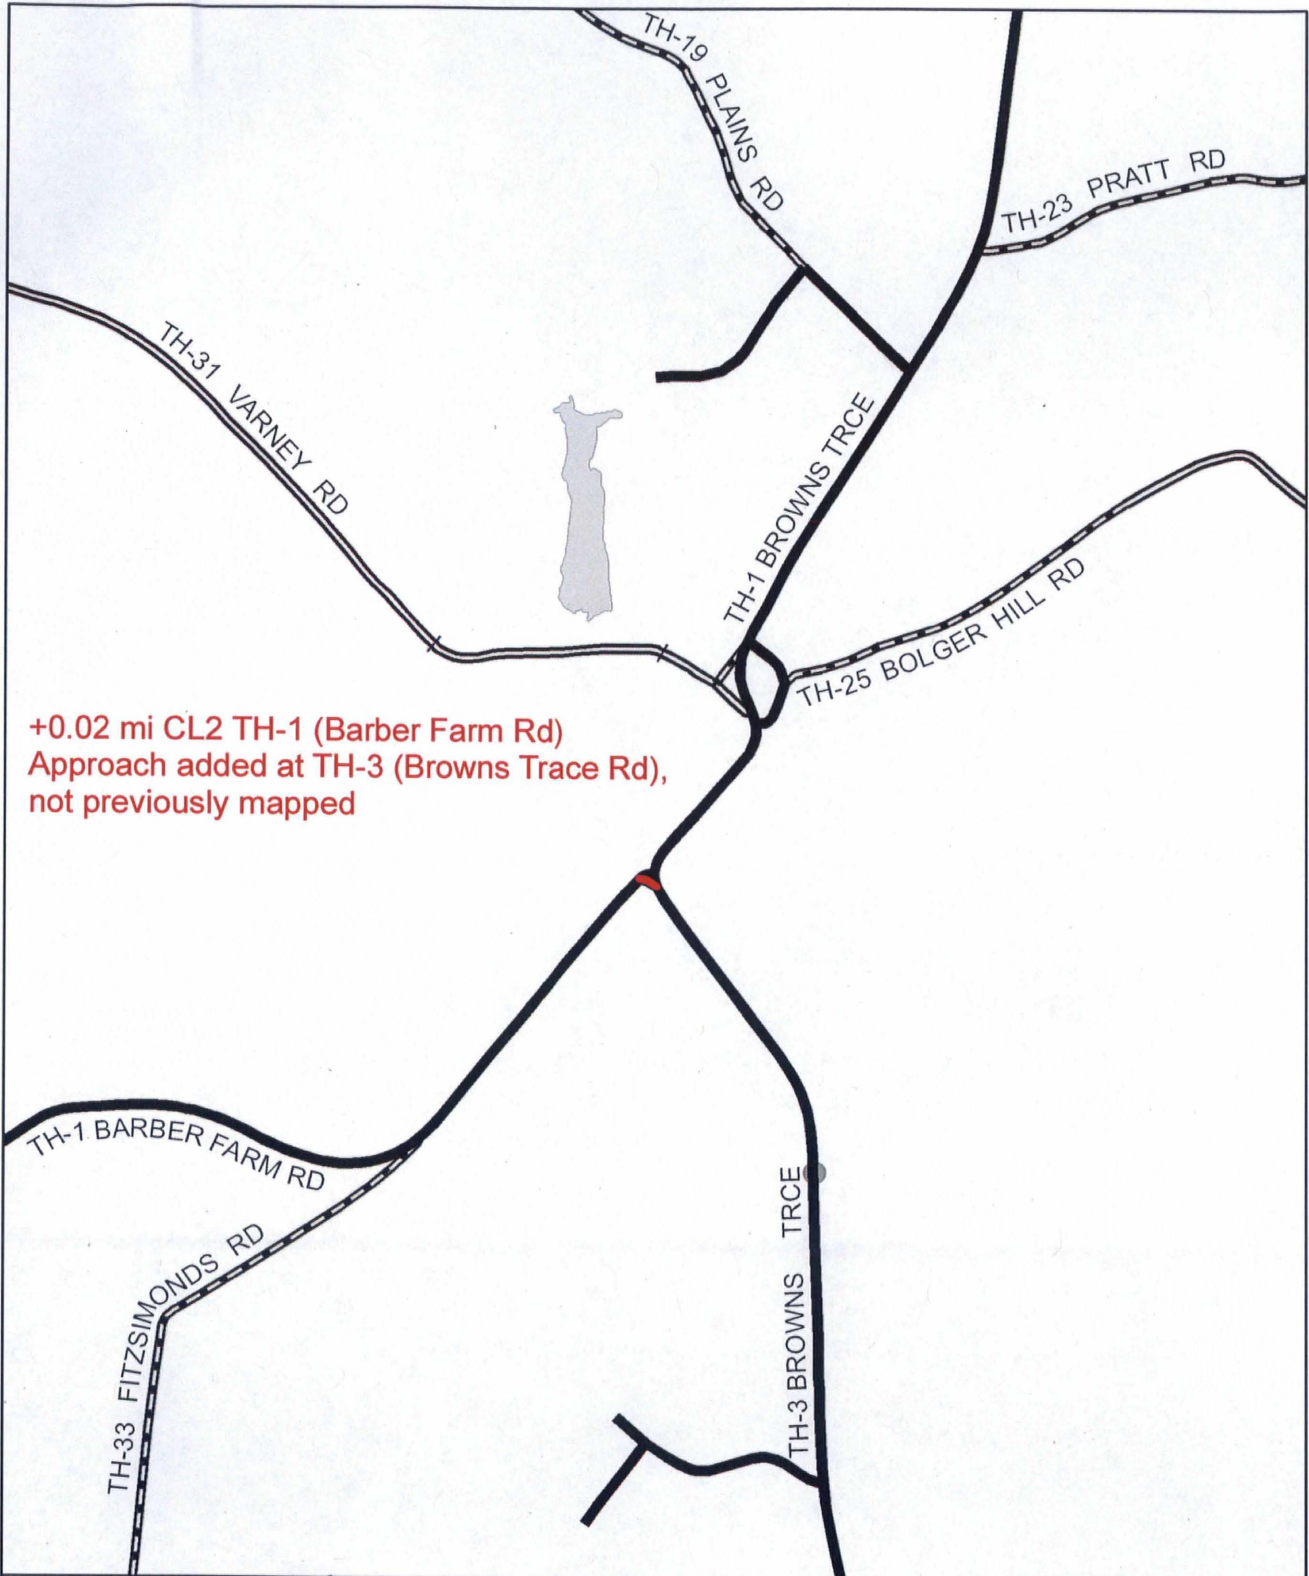 TH-19 PLAINS RD
TH-23 PRATT RD
TH-31 VARNEY RD
TH-1 BROWNS TRCE
TH-25 BOLGER HILL RD
+0.02 mi CL2 TH-1 (Barber Farm Rd)
Approach added at TH-3 (Browns Trace Rd),
not previously mapped
TH-1 BARBER FARM RD
TH-33 FITZSIMONDS RD
TH-3 BROWNS TRCE